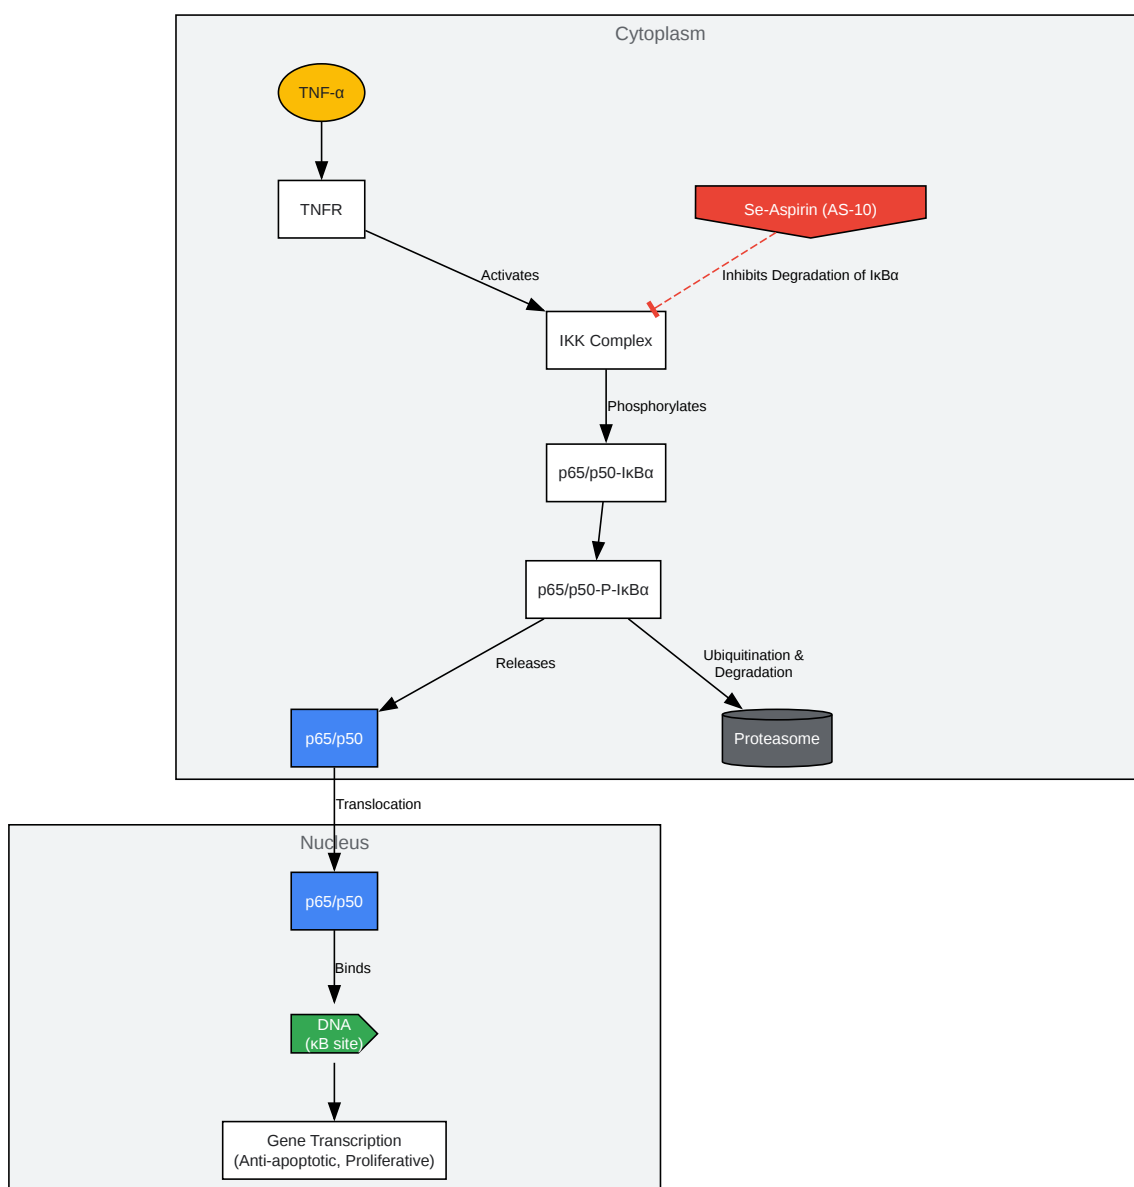 Cytoplasm
TNF-α
TNFR
Se-Aspirin (AS-10)
Activates
Inhibits Degradation of IκBα
IKK Complex
Phosphorylates
p65/p50-IκBα
p65/p50-P-IκBα
Releases
Ubiquitination &
Degradation
p65/p50
Proteasome
Translocation
Nucleus
p65/p50
Binds
DNA
(κB site)
Gene Transcription
(Anti-apoptotic, Proliferative)